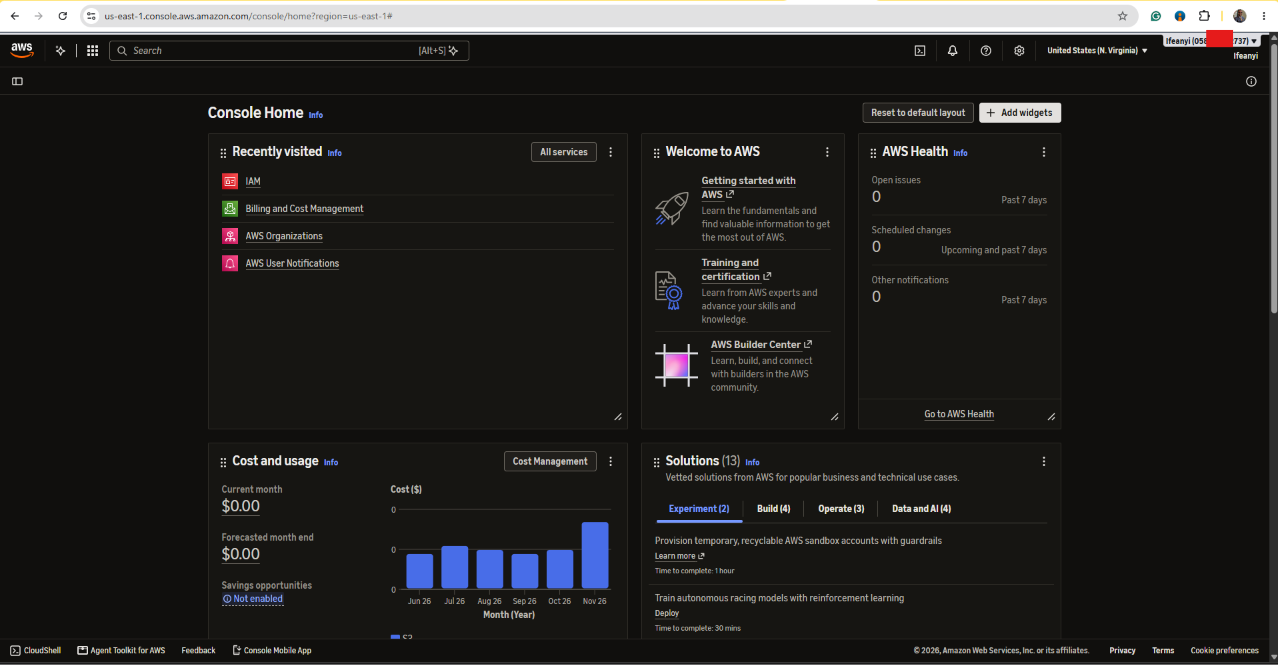 us-east-1.console.aws.amazon.com/console/home?region=us-east-1#
aws
Search
[Alt+S]
United States (N. Virginia)
Ifeanyi (058 737)
Ifeanyi
Console Home Info
Reset to default layout
Add widgets
Recently visited Info
All services
IAM
Billing and Cost Management
AWS Organizations
AWS User Notifications
Welcome to AWS
Getting started with
AWS
Learn the fundamentals and
find valuable information to get
the most out of AWS.
Training and
certification
Learn from AWS experts and
advance your skills and
knowledge.
AWS Builder Center
Learn, build, and connect
with builders in the AWS
community.
AWS Health Info
Open issues
0
Past 7 days
Scheduled changes
0
Upcoming and past 7 days
Other notifications
0
Past 7 days
Go to AWS Health
Cost and usage Info
Cost Management
Current month
$0.00
Forecasted month end
$0.00
Savings opportunities
Not enabled
Cost ($)
0
0
0
Jun 26 Jul 26 Aug 26 Sep 26 Oct 26 Nov 26
Month (Year)
Solutions (13) Info
Vetted solutions from AWS for popular business and technical use cases.
Experiment (2) Build (4) Operate (3) Data and AI (4)
Provision temporary, recyclable AWS sandbox accounts with guardrails
Learn more
Time to complete: 1 hour
Train autonomous racing models with reinforcement learning
Deploy
Time to complete: 30 mins
CloudShell Agent Toolkit for AWS Feedback Console Mobile App
© 2026, Amazon Web Services, Inc. or its affiliates. Privacy Terms Cookie preferences